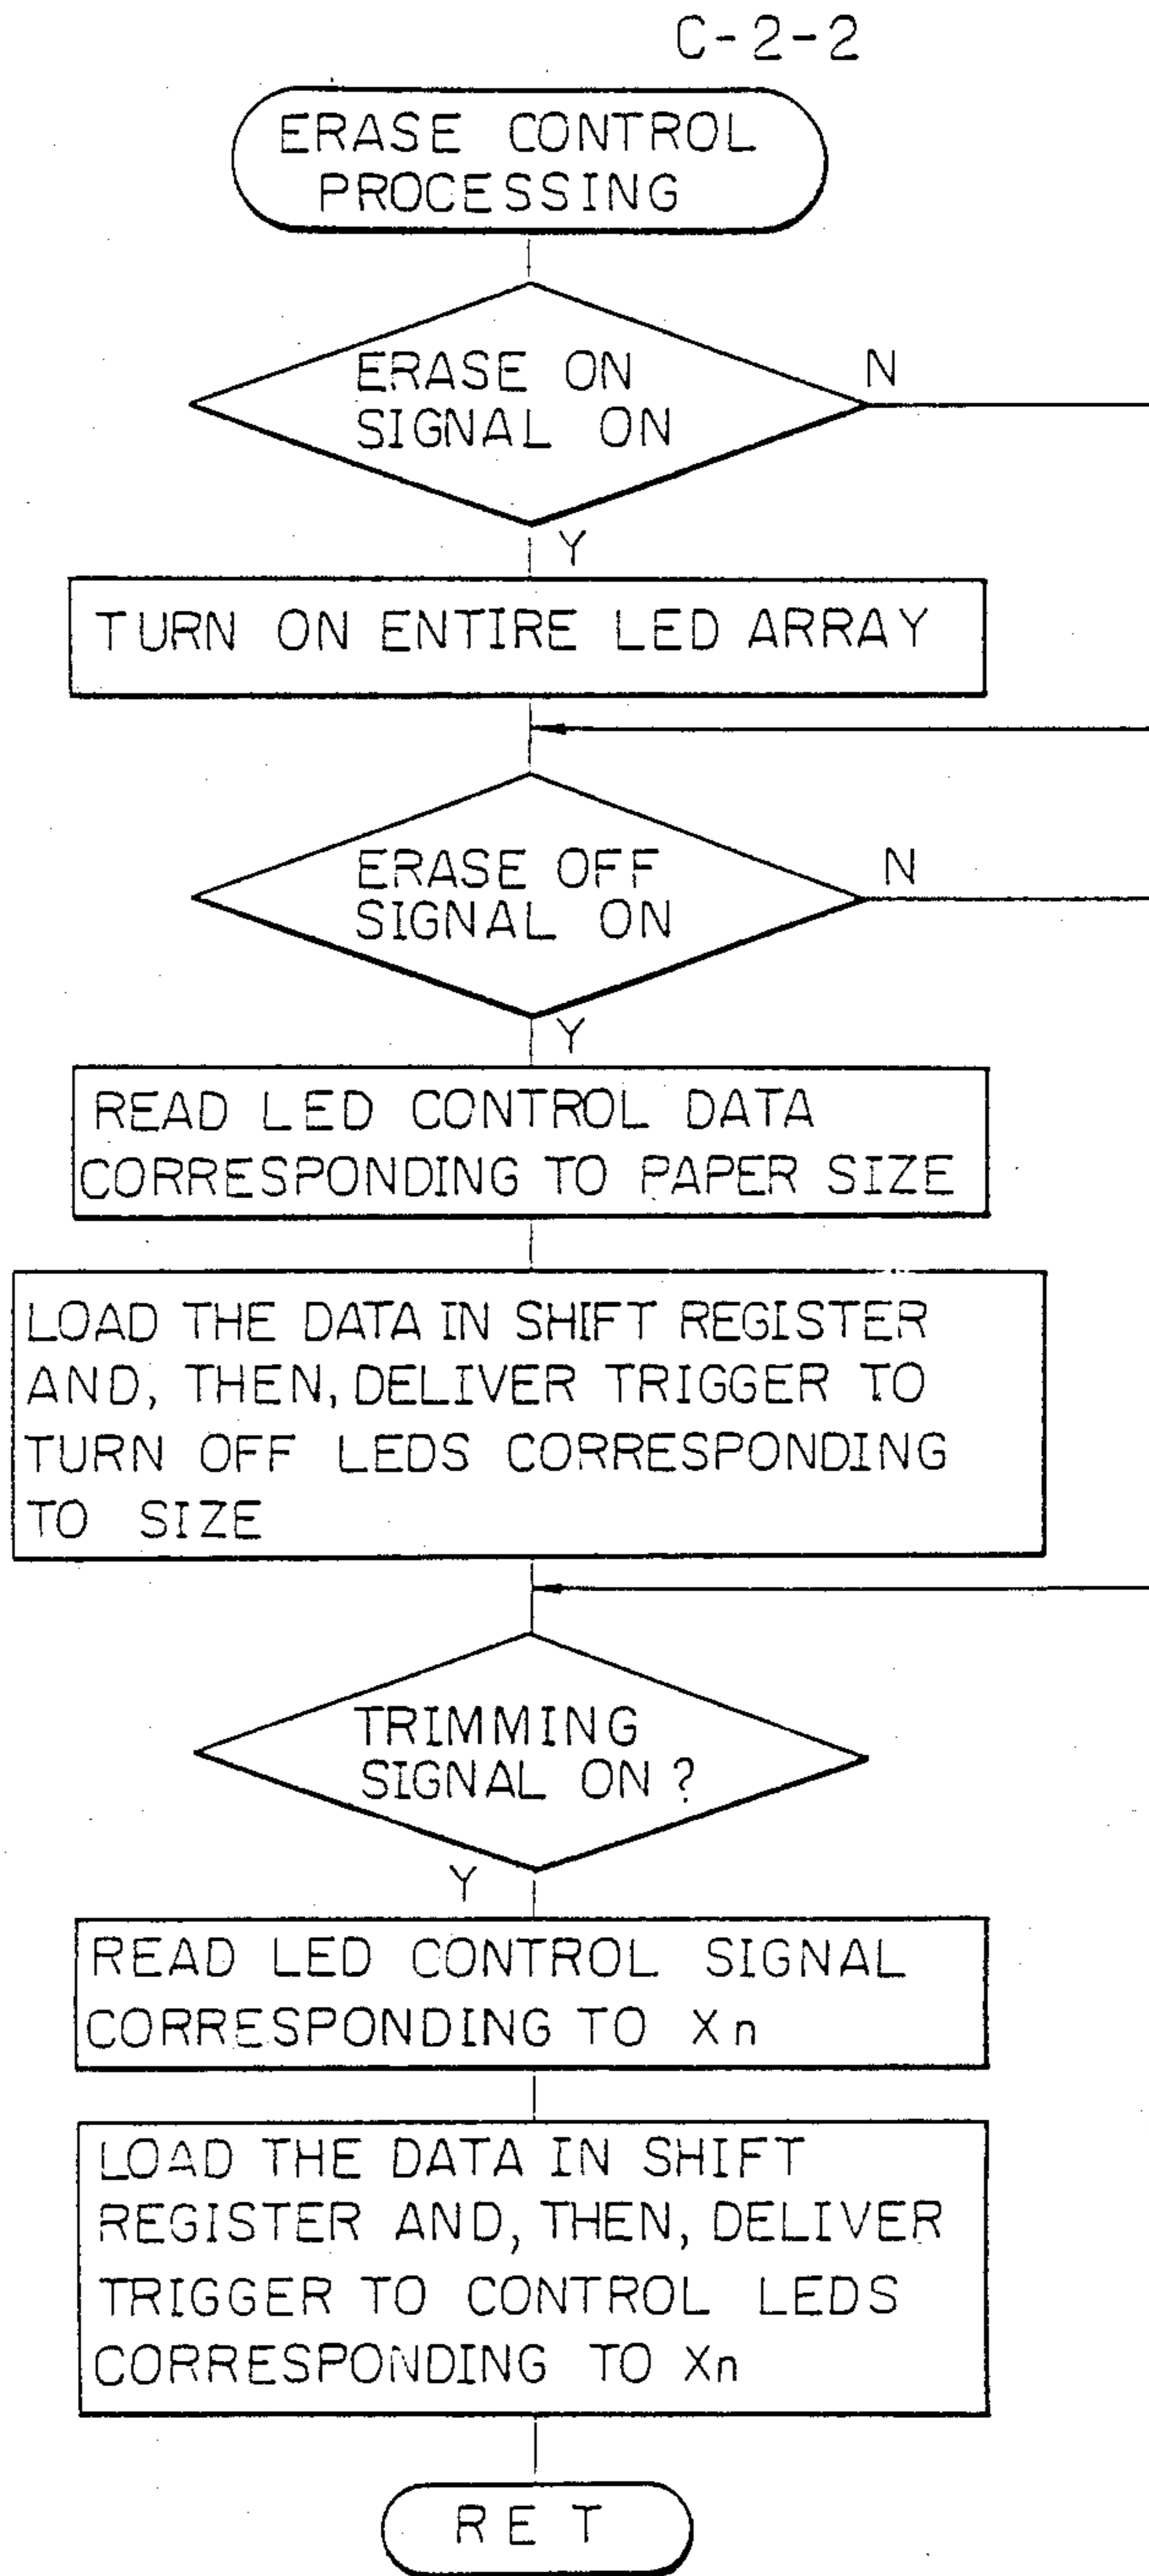 C-2-2
ERASE CONTROL
PROCESSING
ERASE ON
SIGNAL ON
N
Y
TURN ON ENTIRE LED ARRAY
ERASE OFF
SIGNAL ON
N
Y
READ LED CONTROL DATA
CORRESPONDING TO PAPER SIZE
LOAD THE DATA IN SHIFT REGISTER
AND, THEN, DELIVER TRIGGER TO
TURN OFF LEDS CORRESPONDING
TO SIZE
TRIMMING
SIGNAL ON?
Y
READ LED CONTROL SIGNAL
CORRESPONDING TO Xn
LOAD THE DATA IN SHIFT
REGISTER AND, THEN, DELIVER
TRIGGER TO CONTROL LEDS
CORRESPONDING TO Xn
RET